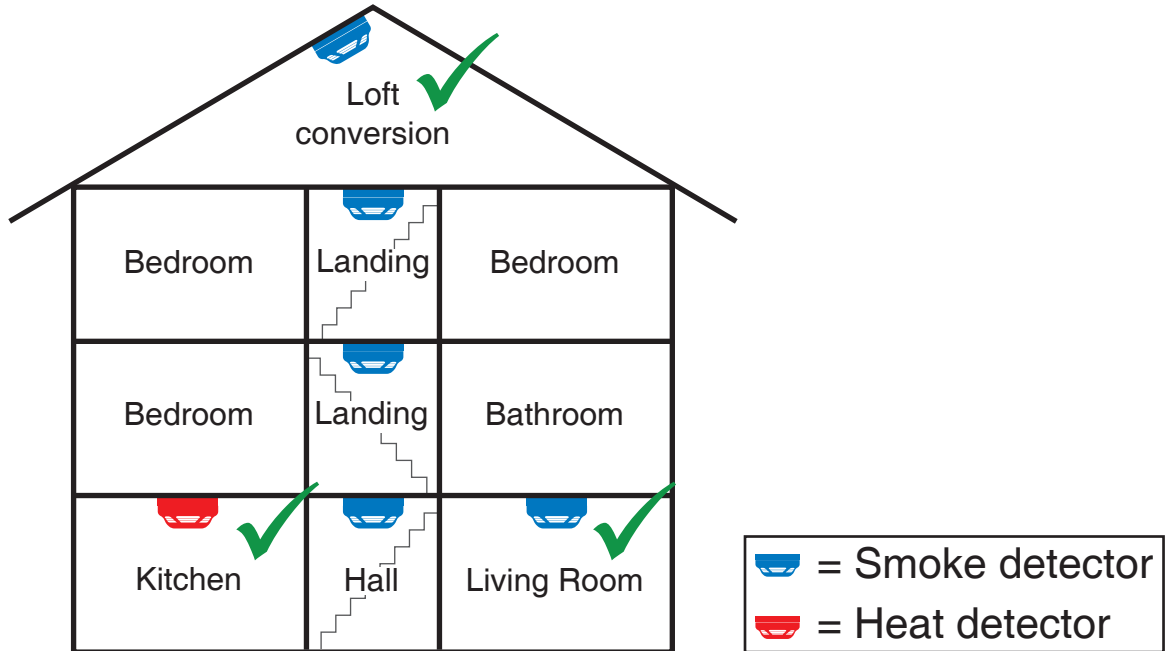 Loft
conversion
Bedroom
Landing
Bedroom
Bedroom
Landing
Bathroom
Kitchen
Hall
Living Room
= Smoke detector
= Heat detector